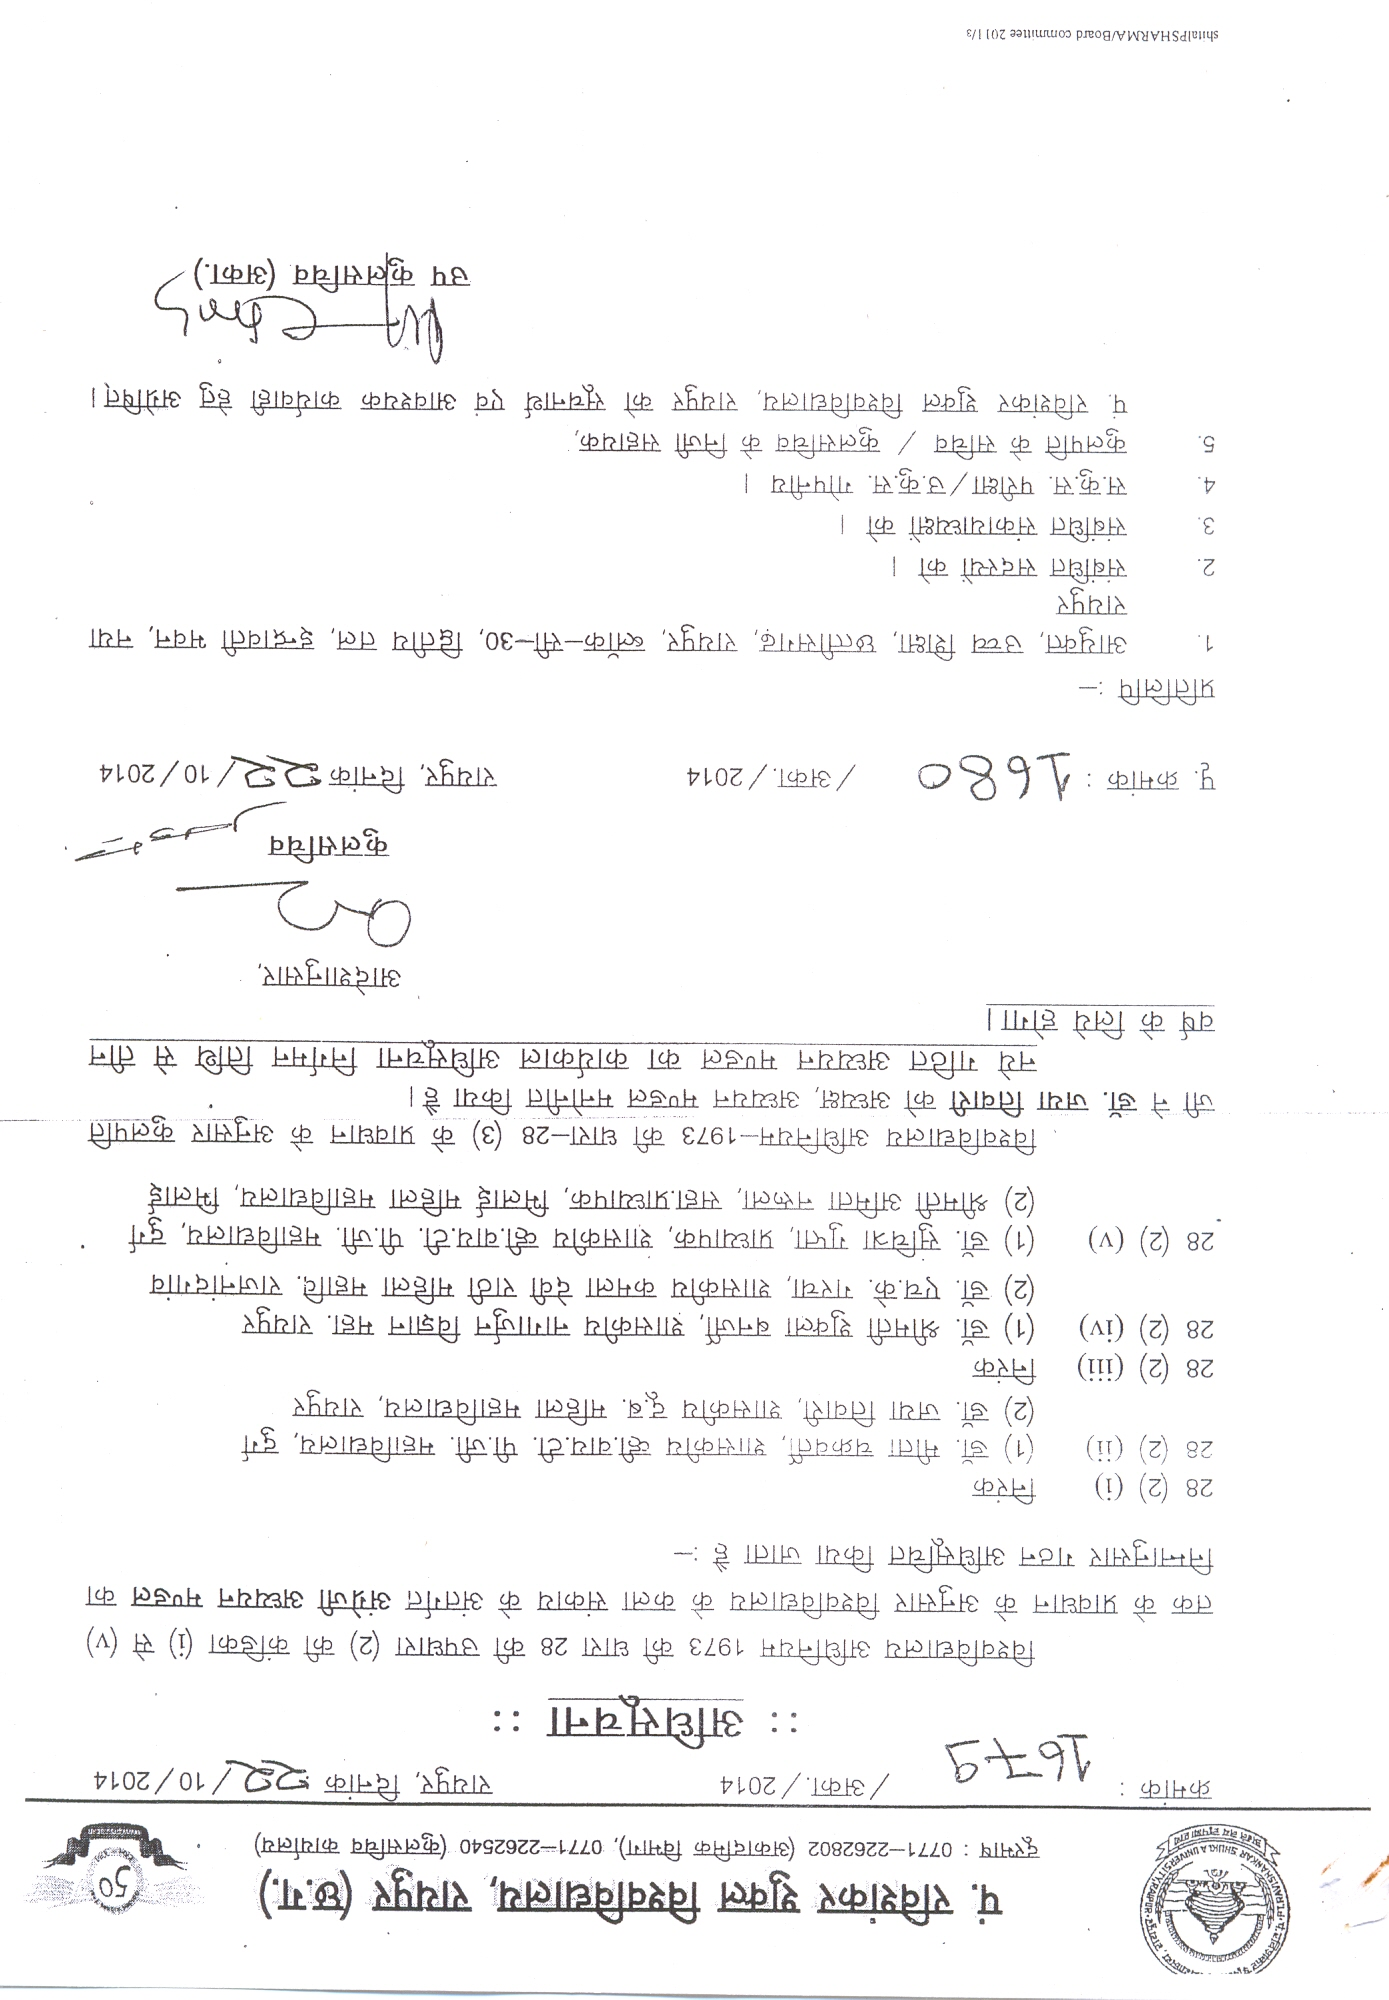 पं. रविशंकर शुक्ल विश्वविद्यालय, रायपुर (छ.ग.)
दूरभाष : 0771–2262802 (अकादमिक विभाग), 0771–2262540 (कुलसचिव कार्यालय)
50
क्रमांक : 1679 /अका./2014 रायपुर, दिनांक 22/10/2014
:: अधिसूचना ::
विश्वविद्यालय अधिनियम 1973 की धारा 28 की उपधारा (2) की कंडिका (i) से (v)
तक के प्रावधान के अनुसार विश्वविद्यालय के कला संकाय के अंतर्गत अंग्रेजी अध्ययन मण्डल का
निम्नानुसार गठन अधिसूचित किया जाता है :–
28 (2) (i) निरंक
28 (2) (ii) (1) डॉ. मीता चक्रवर्ती, शासकीय व्ही.वाय.टी. पी.जी. महाविद्यालय, दुर्ग
(2) डॉ. जया तिवारी, शासकीय दू.ब. महिला महाविद्यालय, रायपुर
28 (2) (iii) निरंक
28 (2) (iv) (1) डॉ. श्रीमती शुक्ला बनर्जी, शासकीय नागार्जुन विज्ञान महा. रायपुर
(2) डॉ. एच.के. गरचा, शासकीय कमला देवी राठी महिला महावि. राजनांदगांव
28 (2) (v) (1) डॉ. सुचित्रा गुप्ता, प्राध्यापक, शासकीय व्ही.वाय.टी. पी.जी. महाविद्यालय, दुर्ग
(2) श्रीमती अमिता नरूला, सहा.प्राध्यापक, भिलाई महिला महाविद्यालय, भिलाई
विश्वविद्यालय अधिनियम–1973 की धारा–28 (3) के प्रावधान के अनुसार कुलपति
जी ने डॉ. जया तिवारी को अध्यक्ष, अध्ययन मण्डल मनोनीत किया है।
नये गठित अध्ययन मण्डल का कार्यकाल अधिसूचना निर्गमन तिथि से तीन
वर्ष के लिये होगा।
आदेशानुसार,
कुलसचिव
पृ. क्रमांक : 1680 /अका./2014 रायपुर, दिनांक 22/10/2014
प्रतिलिपि :–
1. आयुक्त, उच्च शिक्षा, छत्तीसगढ़, रायपुर, ब्लॉक–सी–30, द्वितीय तल, इन्द्रावती भवन, नया
रायपुर
2. संबंधित सदस्यों को ।
3. संबंधित संकायाध्यक्षों को ।
4. स.कु.स. परीक्षा/उ.कु.स. गोपनीय ।
5. कुलपति के सचिव / कुलसचिव के निजी सहायक,
पं. रविशंकर शुक्ल विश्वविद्यालय, रायपुर को सूचनार्थ एवं आवश्यक कार्यवाही हेतु अग्रेषित्।
उप कुलसचिव (अका.)
shitalPSHARMA/Board committee 2011/3